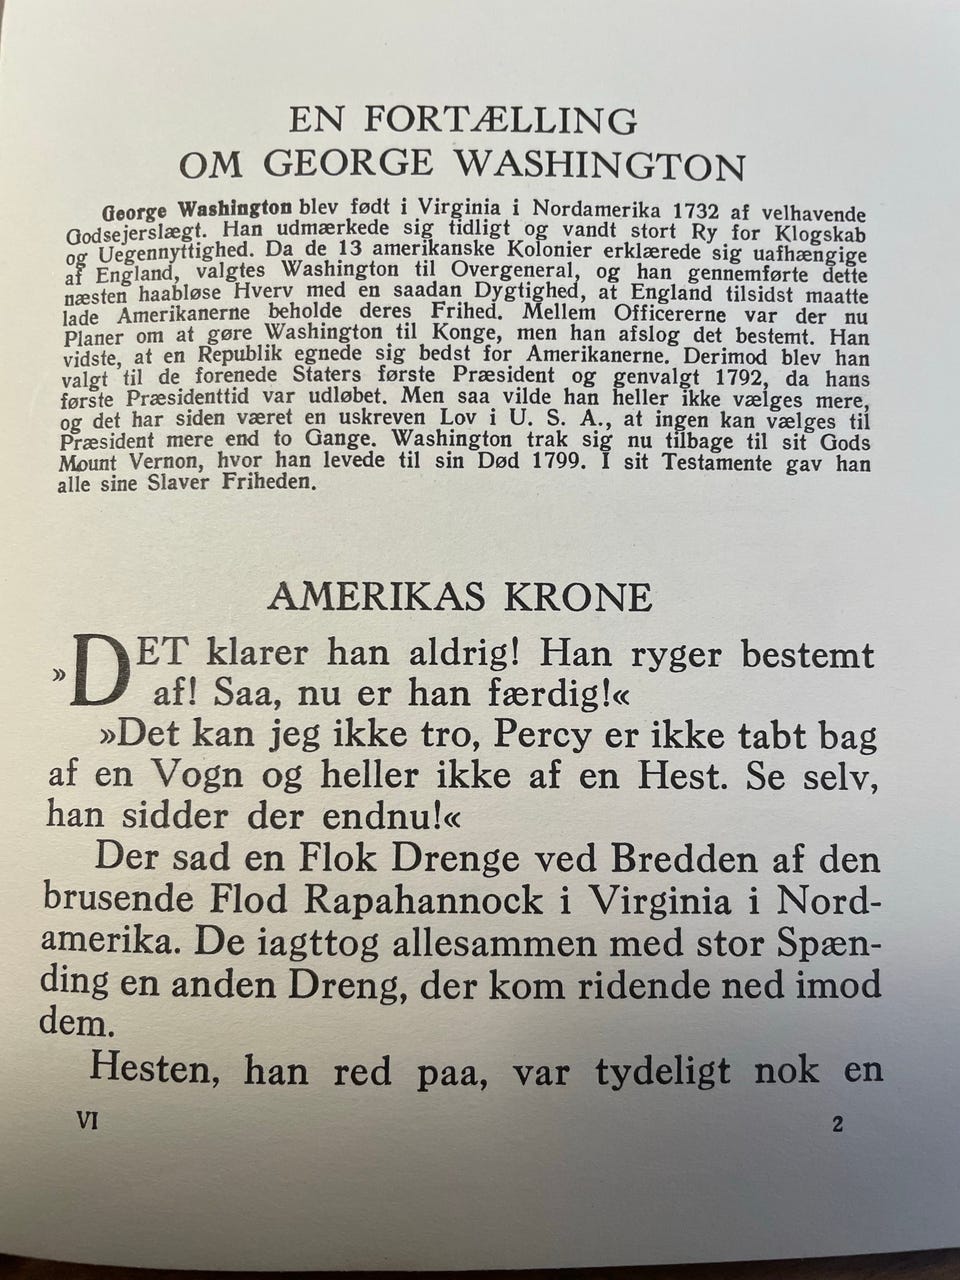 EN FORTÆLLING
OM GEORGE WASHINGTON
George Washington blev født i Virginia i Nordamerika 1732 af velhavende
Godsejerslægt. Han udmærkede sig tidligt og vandt stort Ry for Klogskab
og Uegennyttighed. Da de 13 amerikanske Kolonier erklærede sig uafhængige
af England, valgtes Washington til Overgeneral, og han gennemførte dette
næsten haabløse Hverv med en saadan Dygtighed, at England tilsidst maatte
lade Amerikanerne beholde deres Frihed. Mellem Officererne var der nu
Planer om at gøre Washington til Konge, men han afslog det bestemt. Han
vidste, at en Republik egnede sig bedst for Amerikanerne. Derimod blev han
valgt til de forenede Staters første Præsident og genvalgt 1792, da hans
første Præsidenttid var udløbet. Men saa vilde han heller ikke vælges mere,
og det har siden været en uskreven Lov i U. S. A., at ingen kan vælges til
Præsident mere end to Gange. Washington trak sig nu tilbage til sit Gods
Mount Vernon, hvor han levede til sin Død 1799. I sit Testamente gav han
alle sine Slaver Friheden.
AMERIKAS KRONE
»DET klarer han aldrig! Han ryger bestemt
af! Saa, nu er han færdig!«
»Det kan jeg ikke tro, Percy er ikke tabt bag
af en Vogn og heller ikke af en Hest. Se selv,
han sidder der endnu!«
Der sad en Flok Drenge ved Bredden af den
brusende Flod Rapahannock i Virginia i Nord-
amerika. De iagttog allesammen med stor Spæn-
ding en anden Dreng, der kom ridende ned imod
dem.
Hesten, han red paa, var tydeligt nok en
VI 2